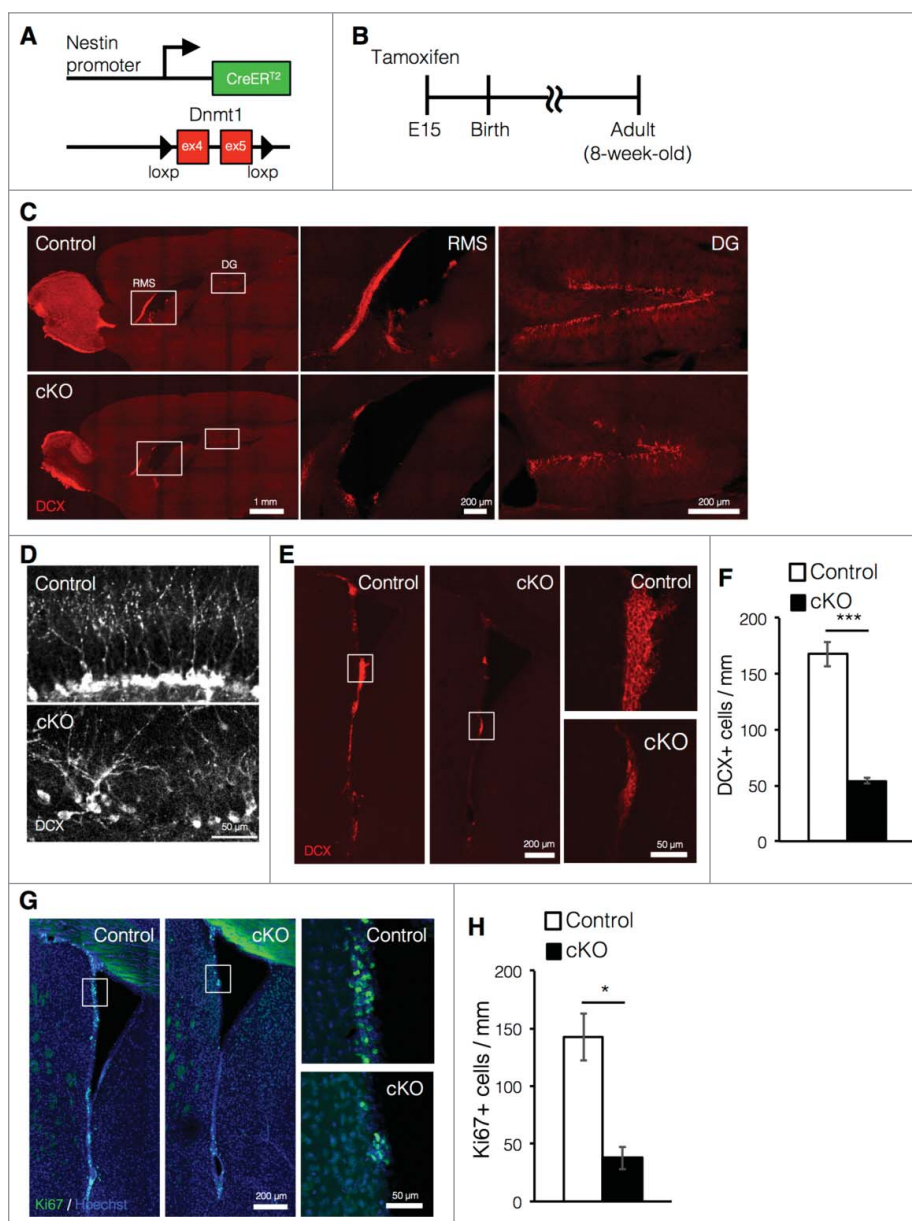 A
Nestin
promoter
CreERT2
Dnmt1
ex4 ex5
loxp loxp
B
Tamoxifen
E15 Birth Adult
(8-week-old)
C
Control
RMS
DG
RMS
DG
cKO
DCX
1 mm
200 µm
200 µm
D
Control
cKO
DCX
50 µm
E
Control
cKO
Control
cKO
DCX
200 µm
50 µm
F
Control
cKO
200
***
150
100
50
0
DCX+ cells / mm
G
Control
cKO
Control
cKO
Ki67 / Hoechst
200 µm
50 µm
H
Control
cKO
200
*
150
100
50
0
Ki67+ cells / mm